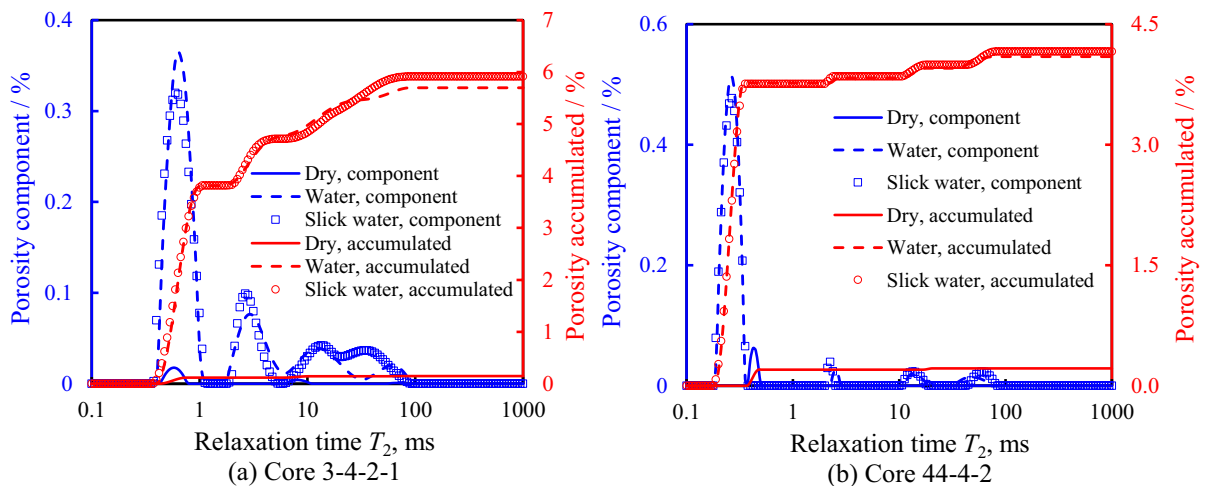 0.4
0.3
0.2
0.1
0
Porosity component / %
7
6
5
4
3
2
1
0
Porosity accumulated / %
Dry, component
Water, component
Slick water, component
Dry, accumulated
Water, accumulated
Slick water, accumulated
0.1 1 10 100 1000
Relaxation time T2, ms
(a) Core 3-4-2-1
0.6
0.4
0.2
0.0
Porosity component / %
4.5
3.0
1.5
0.0
Porosity accumulated / %
Dry, component
Water, component
Slick water, component
Dry, accumulated
Water, accumulated
Slick water, accumulated
0.1 1 10 100 1000
Relaxation time T2, ms
(b) Core 44-4-2